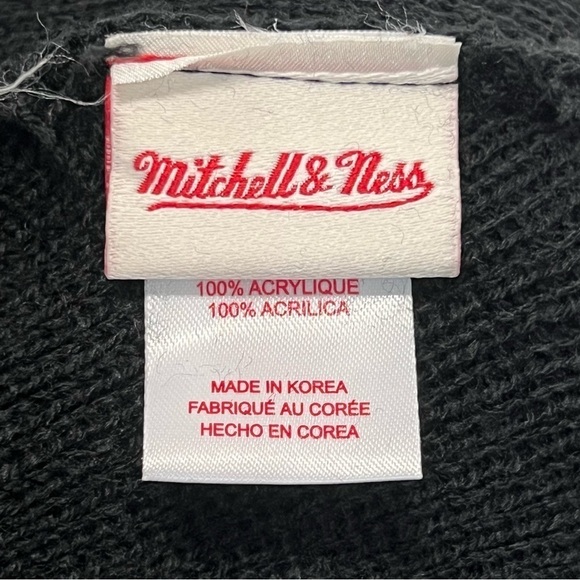 Mitchell & Ness
100% ACRYLIQUE
100% ACRILICA
MADE IN KOREA
FABRIQUÉ AU CORÉE
HECHO EN COREA